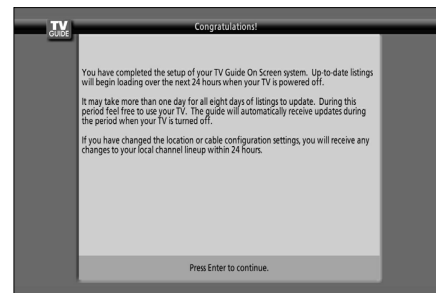 TV
GUIDE
Congratulations!
You have completed the setup of your TV Guide On Screen system. Up-to-date listings
will begin loading over the next 24 hours when your TV is powered off.
It may take more than one day for all eight days of listings to update. During this
period feel free to use your TV. The guide will automatically receive updates during
the period when your TV is turned off.
If you have changed the location or cable configuration settings, you will receive any
changes to your local channel lineup within 24 hours.
Press Enter to continue.